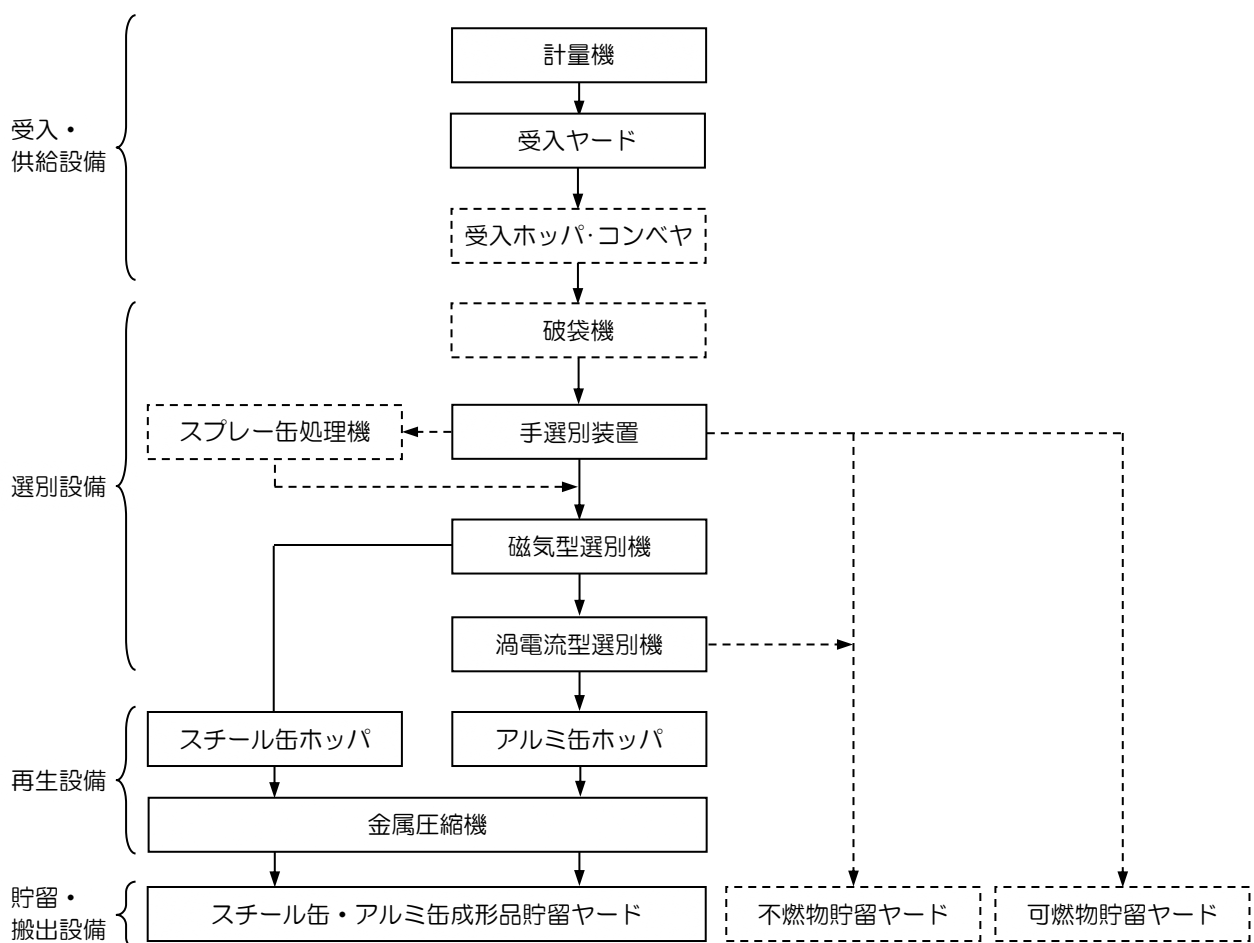 計量機
受入・
供給設備
受入ヤード
受入ホッパ・コンベヤ
破袋機
スプレー缶処理機
手選別装置
選別設備
磁気型選別機
渦電流型選別機
再生設備
スチール缶ホッパ
アルミ缶ホッパ
金属圧縮機
貯留・
搬出設備
スチール缶・アルミ缶成形品貯留ヤード
不燃物貯留ヤード
可燃物貯留ヤード